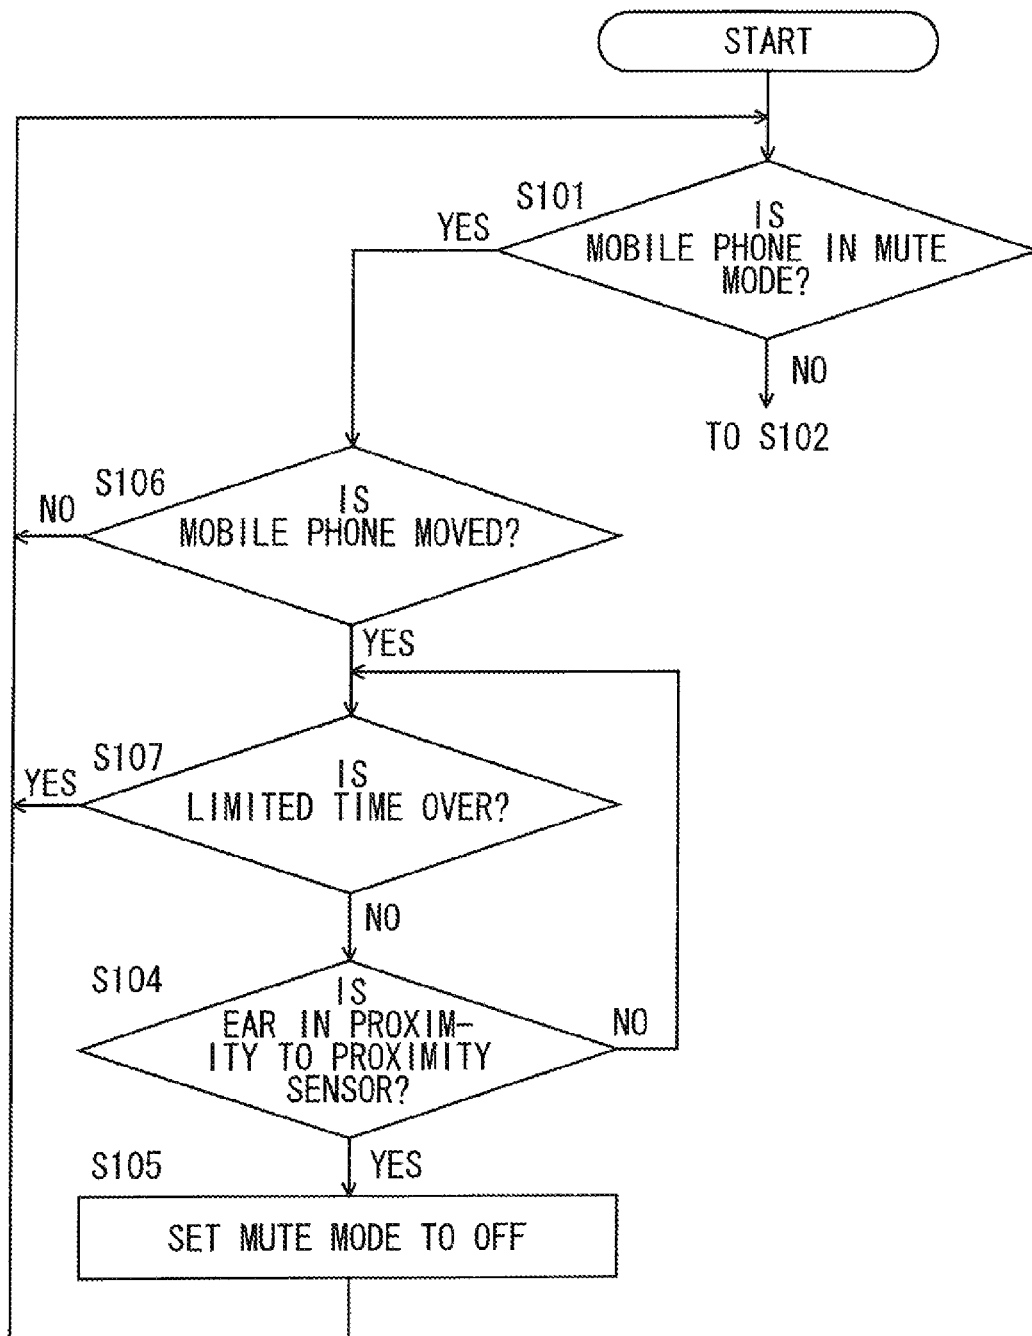 START
S101
YES
IS
MOBILE PHONE IN MUTE
MODE?
NO
TO S102
S106
NO
IS
MOBILE PHONE MOVED?
YES
S107
YES
IS
LIMITED TIME OVER?
NO
S104
IS
EAR IN PROXIM-
ITY TO PROXIMITY
SENSOR?
NO
YES
S105
SET MUTE MODE TO OFF